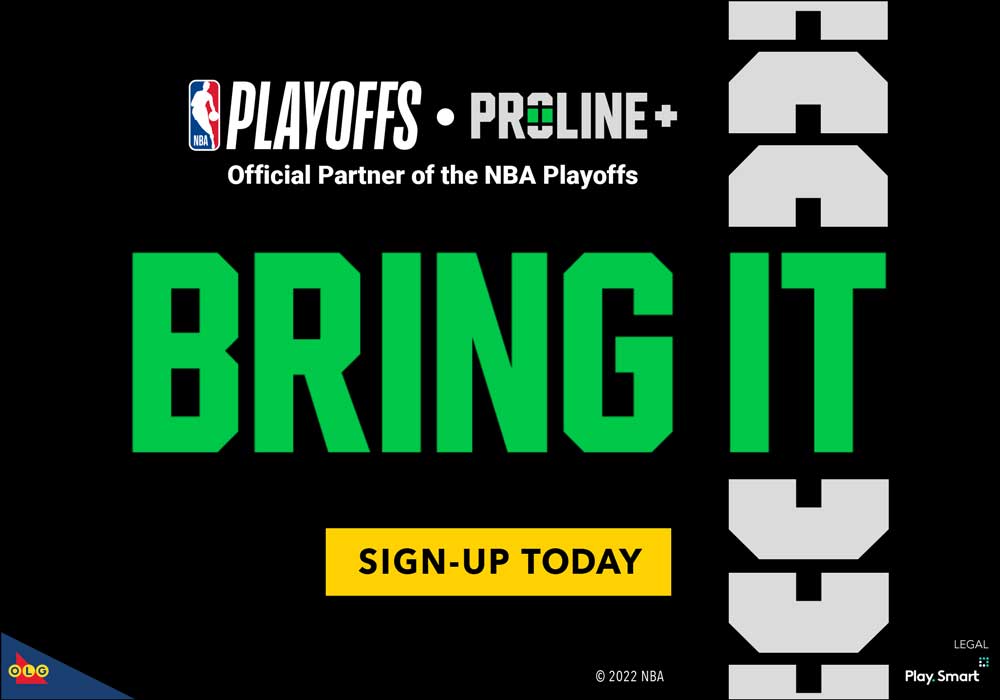 NBA PLAYOFFS • PROLINE+
Official Partner of the NBA Playoffs
BRING IT
SIGN-UP TODAY
LEGAL
OLG
© 2022 NBA
Play.Smart